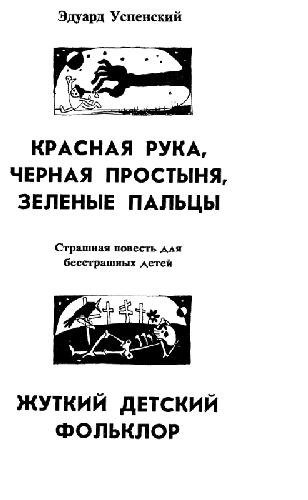 Эдуард Успенский
КРАСНАЯ РУКА,
ЧЕРНАЯ ПРОСТЫНЯ,
ЗЕЛЕНЫЕ ПАЛЬЦЫ
Страшная повесть для
бесстрашных детей
ЖУТКИЙ ДЕТСКИЙ
ФОЛЬКЛОР